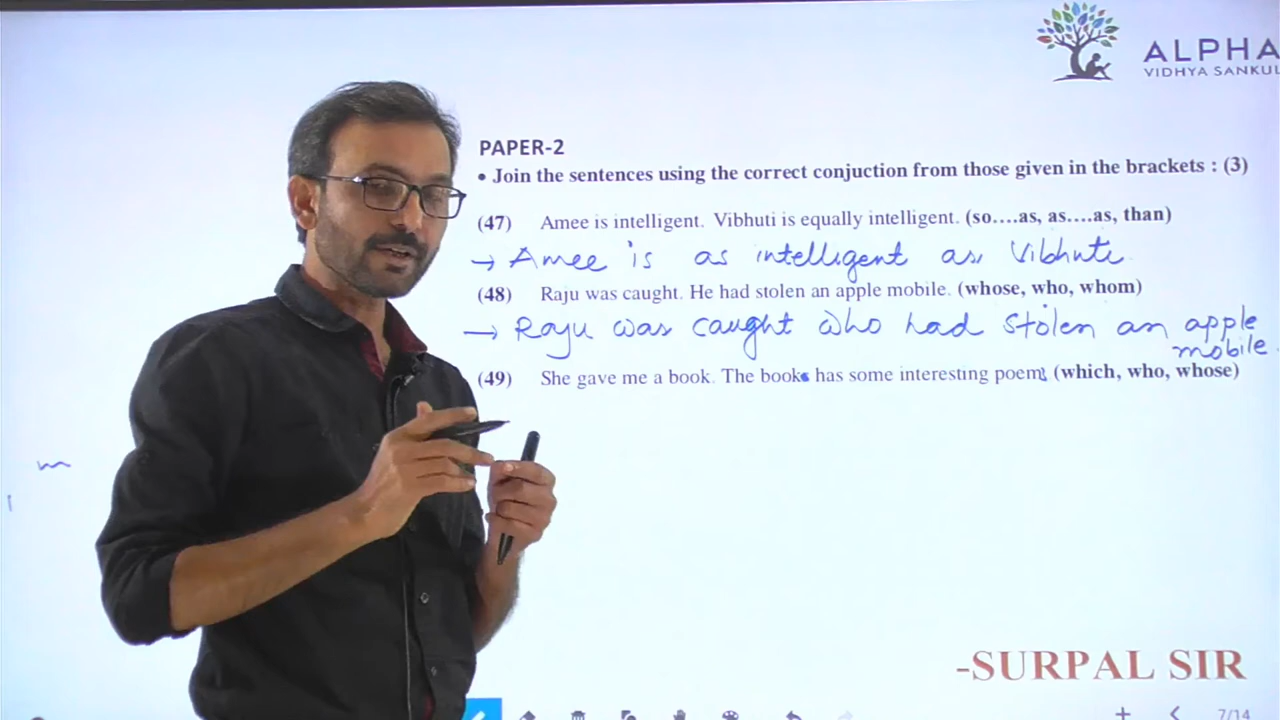 ALPHA
VIDHYA SANKUL
PAPER-2
• Join the sentences using the correct conjuction from those given in the brackets : (3)
(47) Amee is intelligent. Vibhuti is equally intelligent. (so....as, as....as, than)
→ Amee is as intelligent as Vibhuti.
(48) Raju was caught. He had stolen an apple mobile. (whose, who, whom)
→ Raju was caught who had stolen an apple
mobile.
(49) She gave me a book. The books has some interesting poem; (which, who, whose)
-SURPAL SIR
7/14